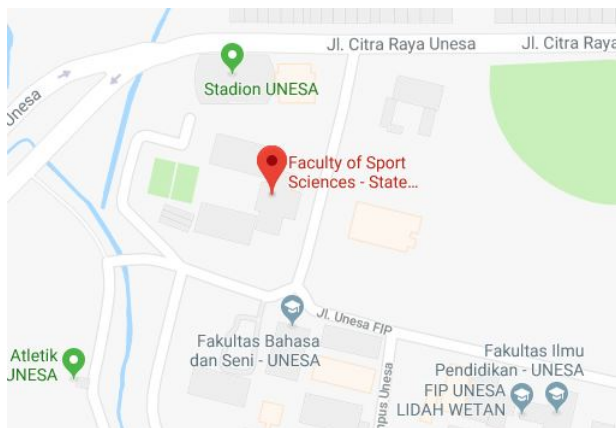 Jl. Citra Raya Unesa
Jl. Citra Raya
Unesa
Stadion UNESA
Faculty of Sport
Sciences - State...
Jl. Unesa FIP
Fakultas Bahasa
dan Seni - UNESA
Atletik
UNESA
Fakultas Ilmu
Pendidikan - UNESA
FIP UNESA
LIDAH WETAN
Unesa